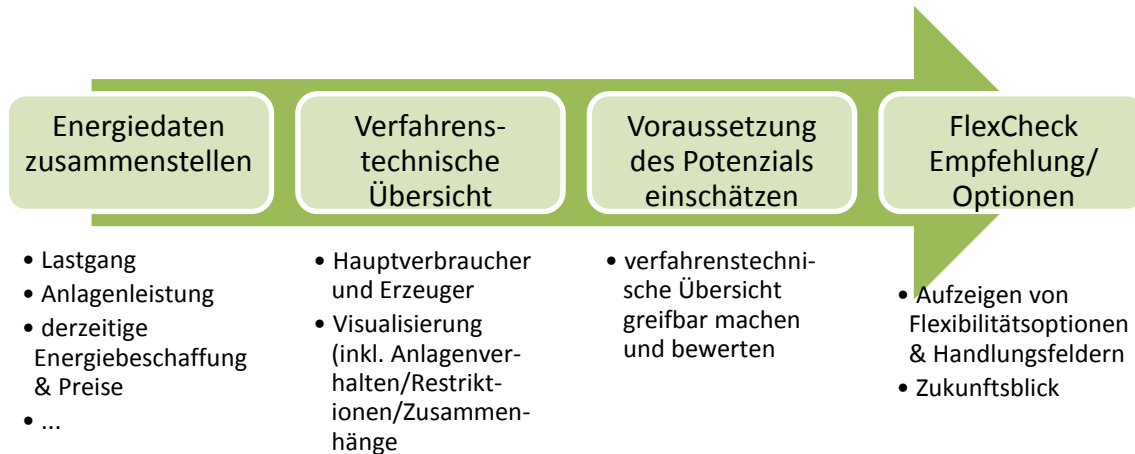 Energiedaten
zusammenstellen
Verfahrens-
technische
Übersicht
Voraussetzung
des Potenzials
einschätzen
FlexCheck
Empfehlung/
Optionen
• Lastgang
• Anlagenleistung
• derzeitige
Energiebeschaffung
& Preise
• ...
• Hauptverbraucher
und Erzeuger
• Visualisierung
(inkl. Anlagenver-
halten/Restrikt-
ionen/Zusammen-
hänge
• verfahrenstechni-
sche Übersicht
greifbar machen
und bewerten
• Aufzeigen von
Flexibilitätsoptionen
& Handlungsfeldern
• Zukunftsblick